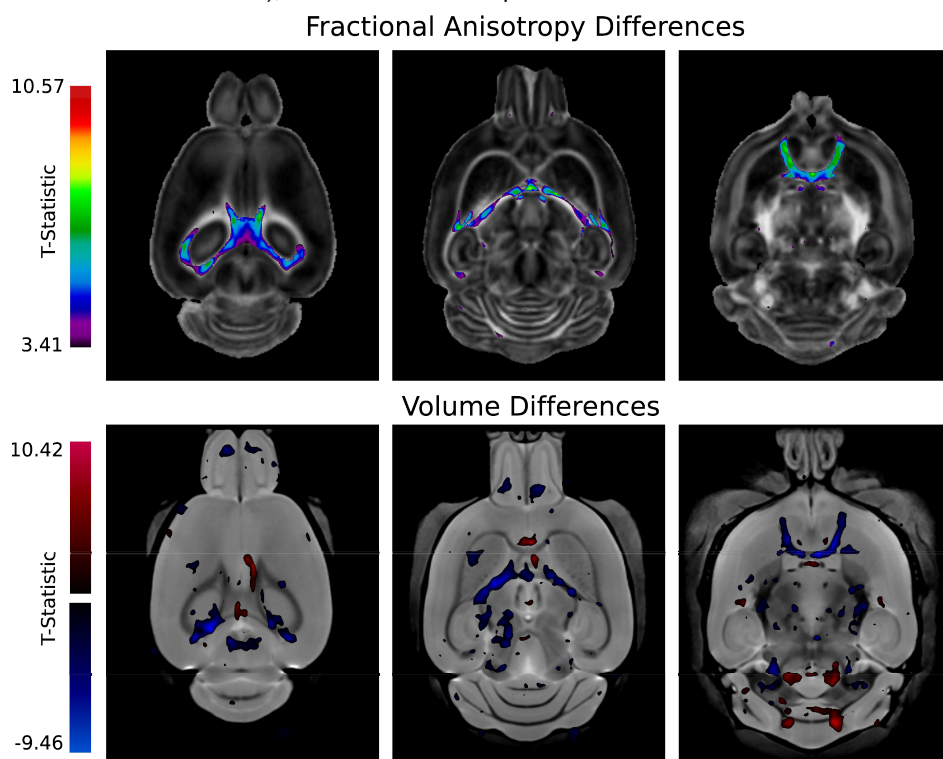 Fractional Anisotropy Differences
10.57
T-Statistic
3.41
Volume Differences
10.42
T-Statistic
-9.46